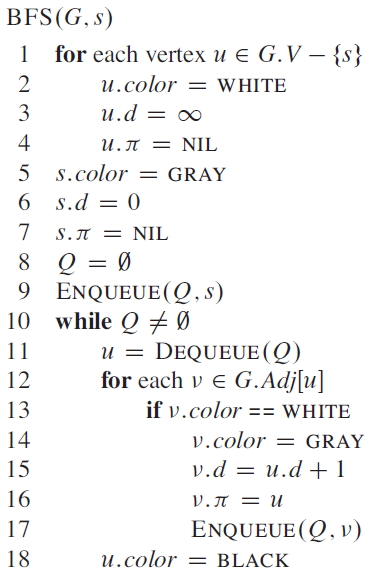 BFS(G, s)
1 for each vertex u ∈ G.V − {s}
2 u.color = WHITE
3 u.d = ∞
4 u.π = NIL
5 s.color = GRAY
6 s.d = 0
7 s.π = NIL
8 Q = Ø
9 ENQUEUE(Q, s)
10 while Q ≠ Ø
11 u = DEQUEUE(Q)
12 for each v ∈ G.Adj[u]
13 if v.color == WHITE
14 v.color = GRAY
15 v.d = u.d + 1
16 v.π = u
17 ENQUEUE(Q, v)
18 u.color = BLACK